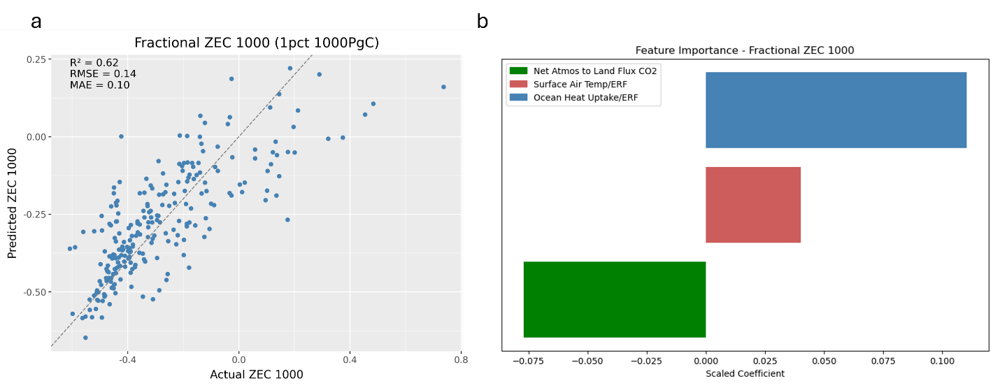 a
Fractional ZEC 1000 (1pct 1000PgC)
R² = 0.62
RMSE = 0.14
MAE = 0.10
0.25
0.00
-0.25
-0.50
Predicted ZEC 1000
-0.4
0.0
0.4
0.8
Actual ZEC 1000
b
Feature Importance - Fractional ZEC 1000
Net Atmos to Land Flux CO2
Surface Air Temp/ERF
Ocean Heat Uptake/ERF
−0.075
−0.050
−0.025
0.000
0.025
0.050
0.075
0.100
Scaled Coefficient